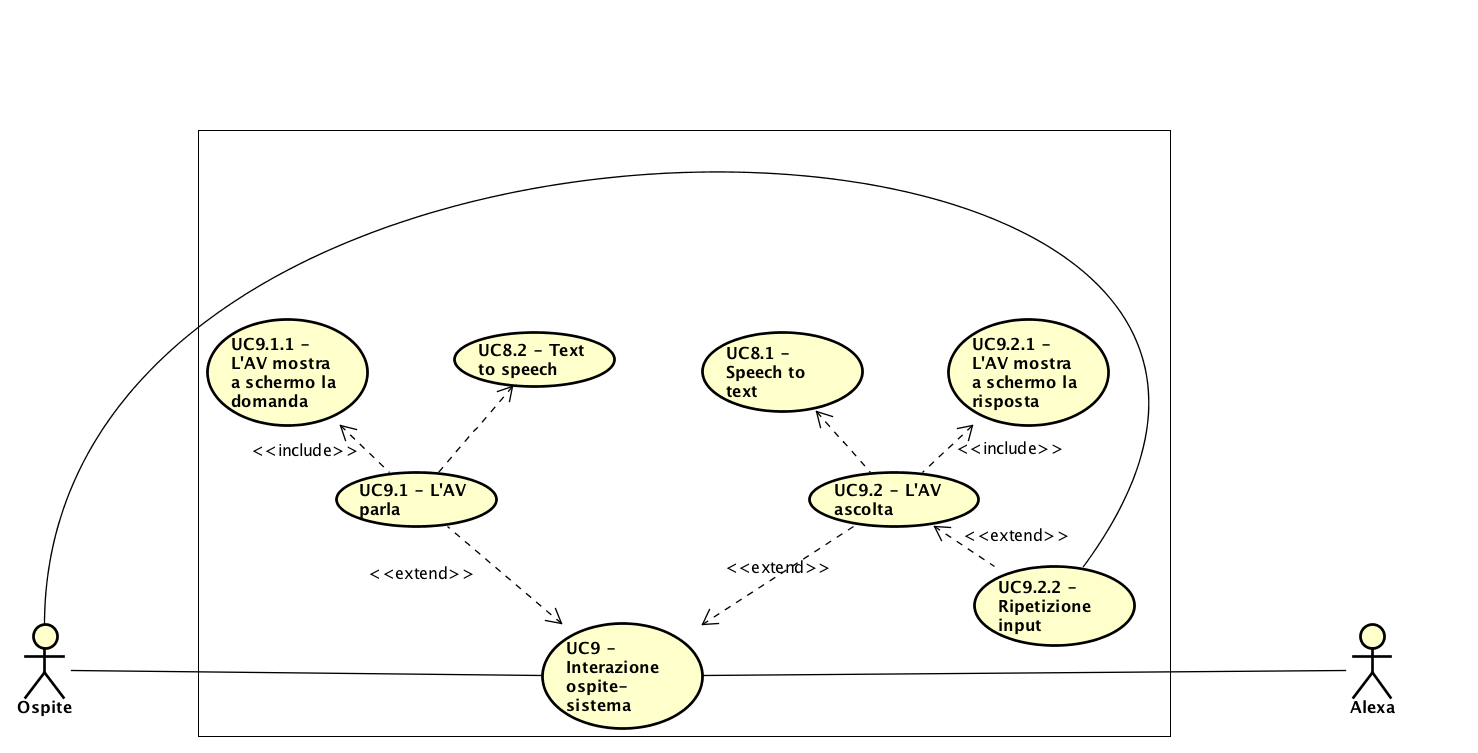 UC9.1.1 –
L'AV mostra
a schermo la
domanda
UC8.2 – Text
to speech
UC8.1 –
Speech to
text
UC9.2.1 –
L'AV mostra
a schermo la
risposta
<<include>>
<<include>>
UC9.1 – L'AV
parla
UC9.2 – L'AV
ascolta
<<extend>>
<<extend>>
<<extend>>
UC9.2.2 –
Ripetizione
input
UC9 –
Interazione
ospite–
sistema
Ospite
Alexa